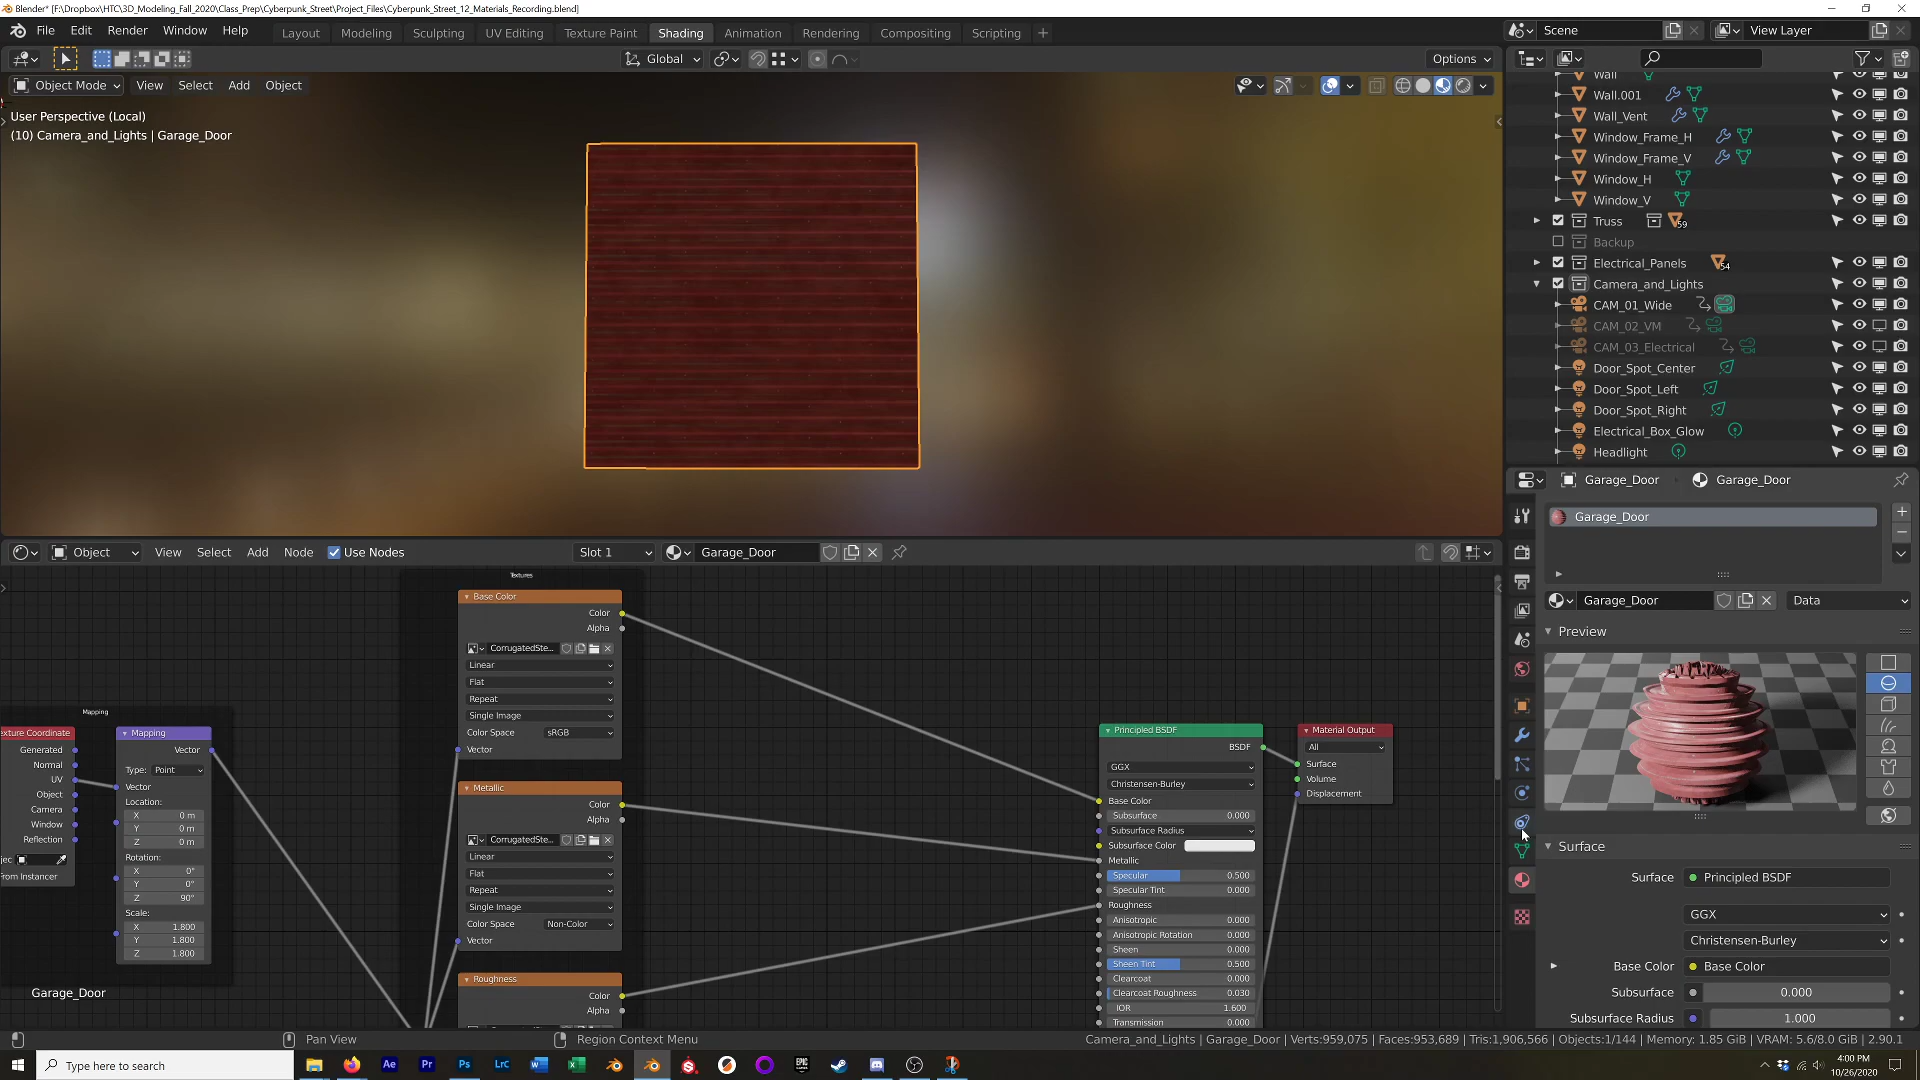 Blender* [F:\Dropbox\HTC\3D_Modeling_Fall_2020\Class_Prep\Cyberpunk_Street\Project_Files\Cyberpunk_Street_12_Materials_Recording.blend]
File Edit Render Window Help
Layout Modeling Sculpting UV Editing Texture Paint Shading Animation Rendering Compositing Scripting +
Scene
View Layer
Global
Options
Object Mode View Select Add Object
User Perspective (Local)
(10) Camera_and_Lights | Garage_Door
Wall
Wall.001
Wall_Vent
Window_Frame_H
Window_Frame_V
Window_H
Window_V
Truss 59
Backup
Electrical_Panels 54
Camera_and_Lights
CAM_01_Wide
CAM_02_VM
CAM_03_Electrical
Door_Spot_Center
Door_Spot_Left
Door_Spot_Right
Electrical_Box_Glow
Headlight
Garage_Door Garage_Door
Garage_Door
Garage_Door Data
Preview
Surface
Surface Principled BSDF
GGX
Christensen-Burley
Base Color Base Color
Subsurface 0.000
Subsurface Radius 1.000
Object View Select Add Node Use Nodes Slot 1 Garage_Door
Textures
Base Color
Color
Alpha
CorrugatedSte...
Linear
Flat
Repeat
Single Image
Color Space sRGB
Vector
Metallic
Color
Alpha
CorrugatedSte...
Linear
Flat
Repeat
Single Image
Color Space Non-Color
Vector
Roughness
Color
Alpha
Mapping
exture Coordinate
Generated
Normal
UV
Object
Camera
Window
Reflection
jec
From Instancer
Mapping
Vector
Type: Point
Vector
Location:
X 0 m
Y 0 m
Z 0 m
Rotation:
X 0°
Y 0°
Z 90°
Scale:
X 1.800
Y 1.800
Z 1.800
Garage_Door
Principled BSDF
BSDF
GGX
Christensen-Burley
Base Color
Subsurface 0.000
Subsurface Radius
Subsurface Color
Metallic
Specular 0.500
Specular Tint 0.000
Roughness
Anisotropic 0.000
Anisotropic Rotation 0.000
Sheen 0.000
Sheen Tint 0.500
Clearcoat 0.000
Clearcoat Roughness 0.030
IOR 1.600
Transmission 0.000
Material Output
All
Surface
Volume
Displacement
Pan View
Region Context Menu
Camera_and_Lights | Garage_Door | Verts:959,075 | Faces:953,689 | Tris:1,906,566 | Objects:1/144 | Memory: 1.85 GiB | VRAM: 5.6/8.0 GiB | 2.90.1
Type here to search
Ae Pr Ps Lrc
EPIC GAMES
4:00 PM
10/26/2020